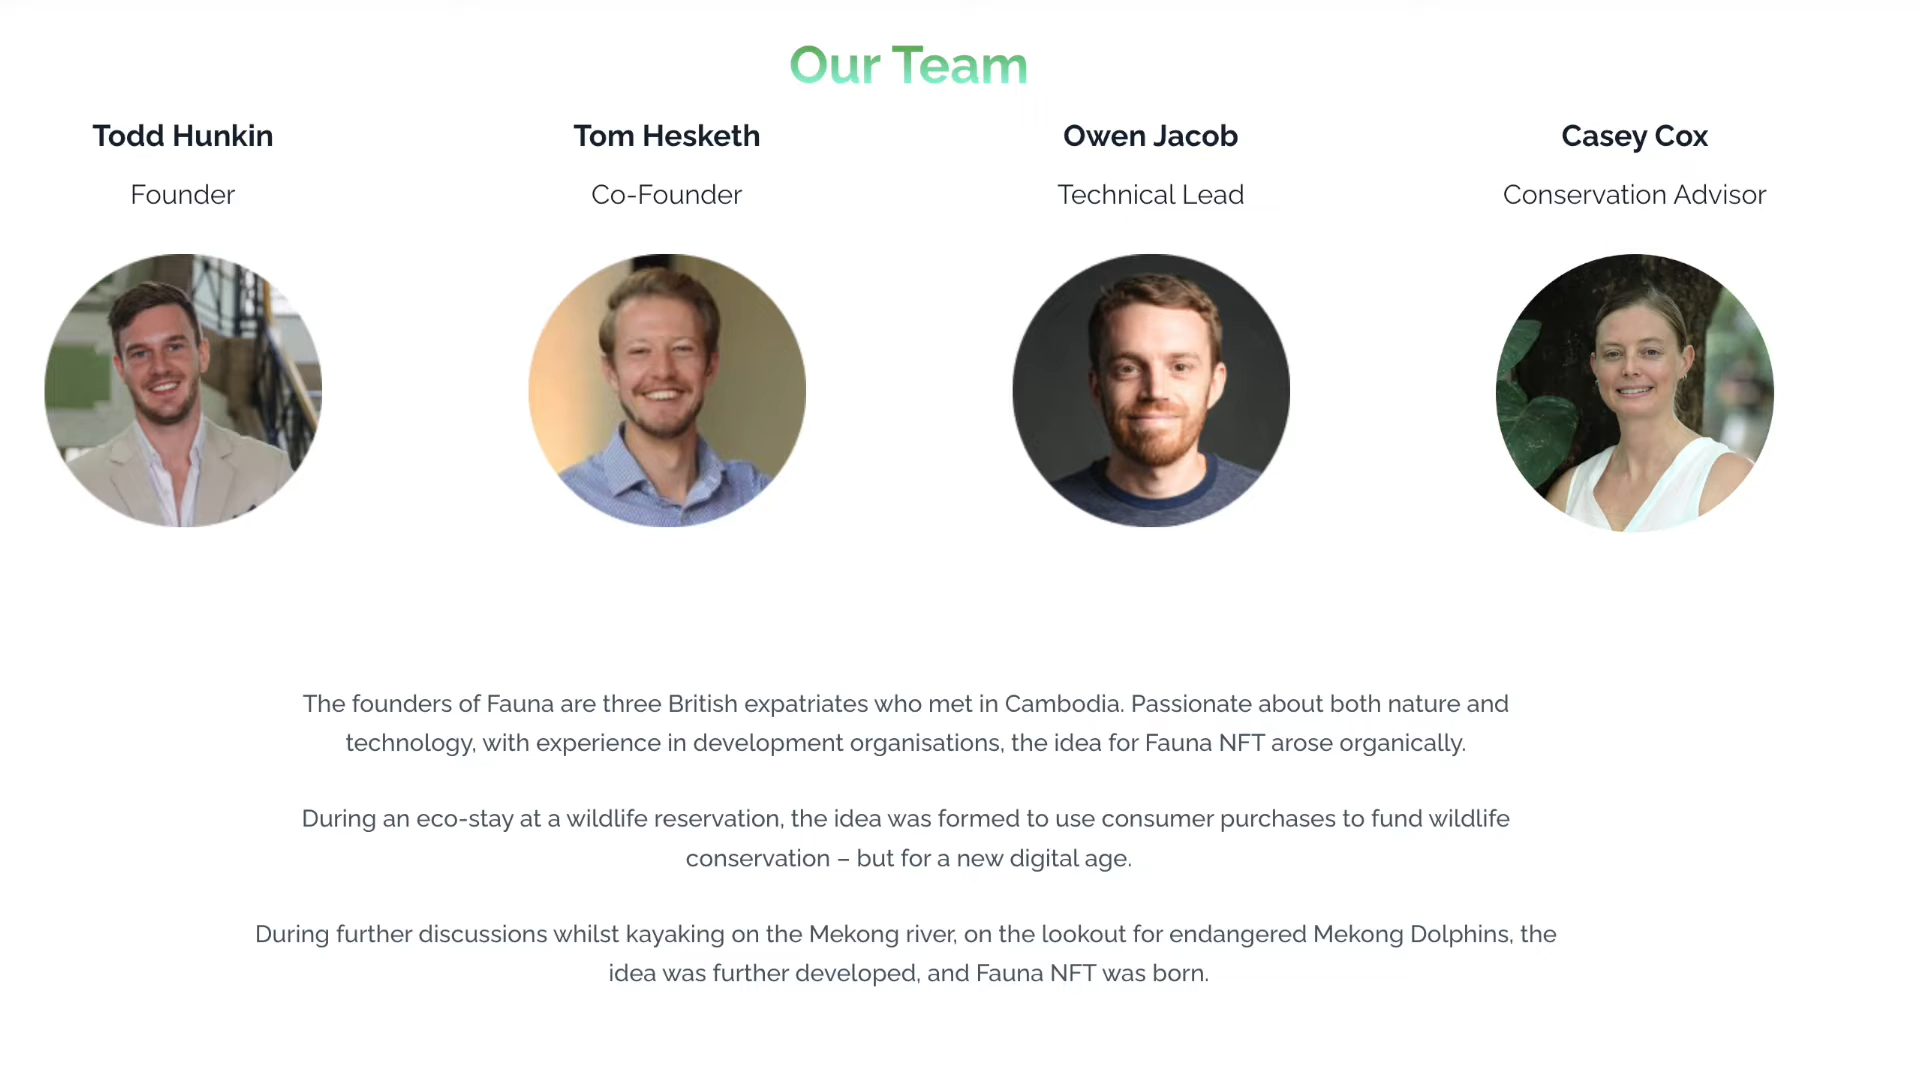 Our Team
Todd Hunkin
Founder
Tom Hesketh
Co-Founder
Owen Jacob
Technical Lead
Casey Cox
Conservation Advisor
The founders of Fauna are three British expatriates who met in Cambodia. Passionate about both nature and
technology, with experience in development organisations, the idea for Fauna NFT arose organically.
During an eco-stay at a wildlife reservation, the idea was formed to use consumer purchases to fund wildlife
conservation – but for a new digital age.
During further discussions whilst kayaking on the Mekong river, on the lookout for endangered Mekong Dolphins, the
idea was further developed, and Fauna NFT was born.